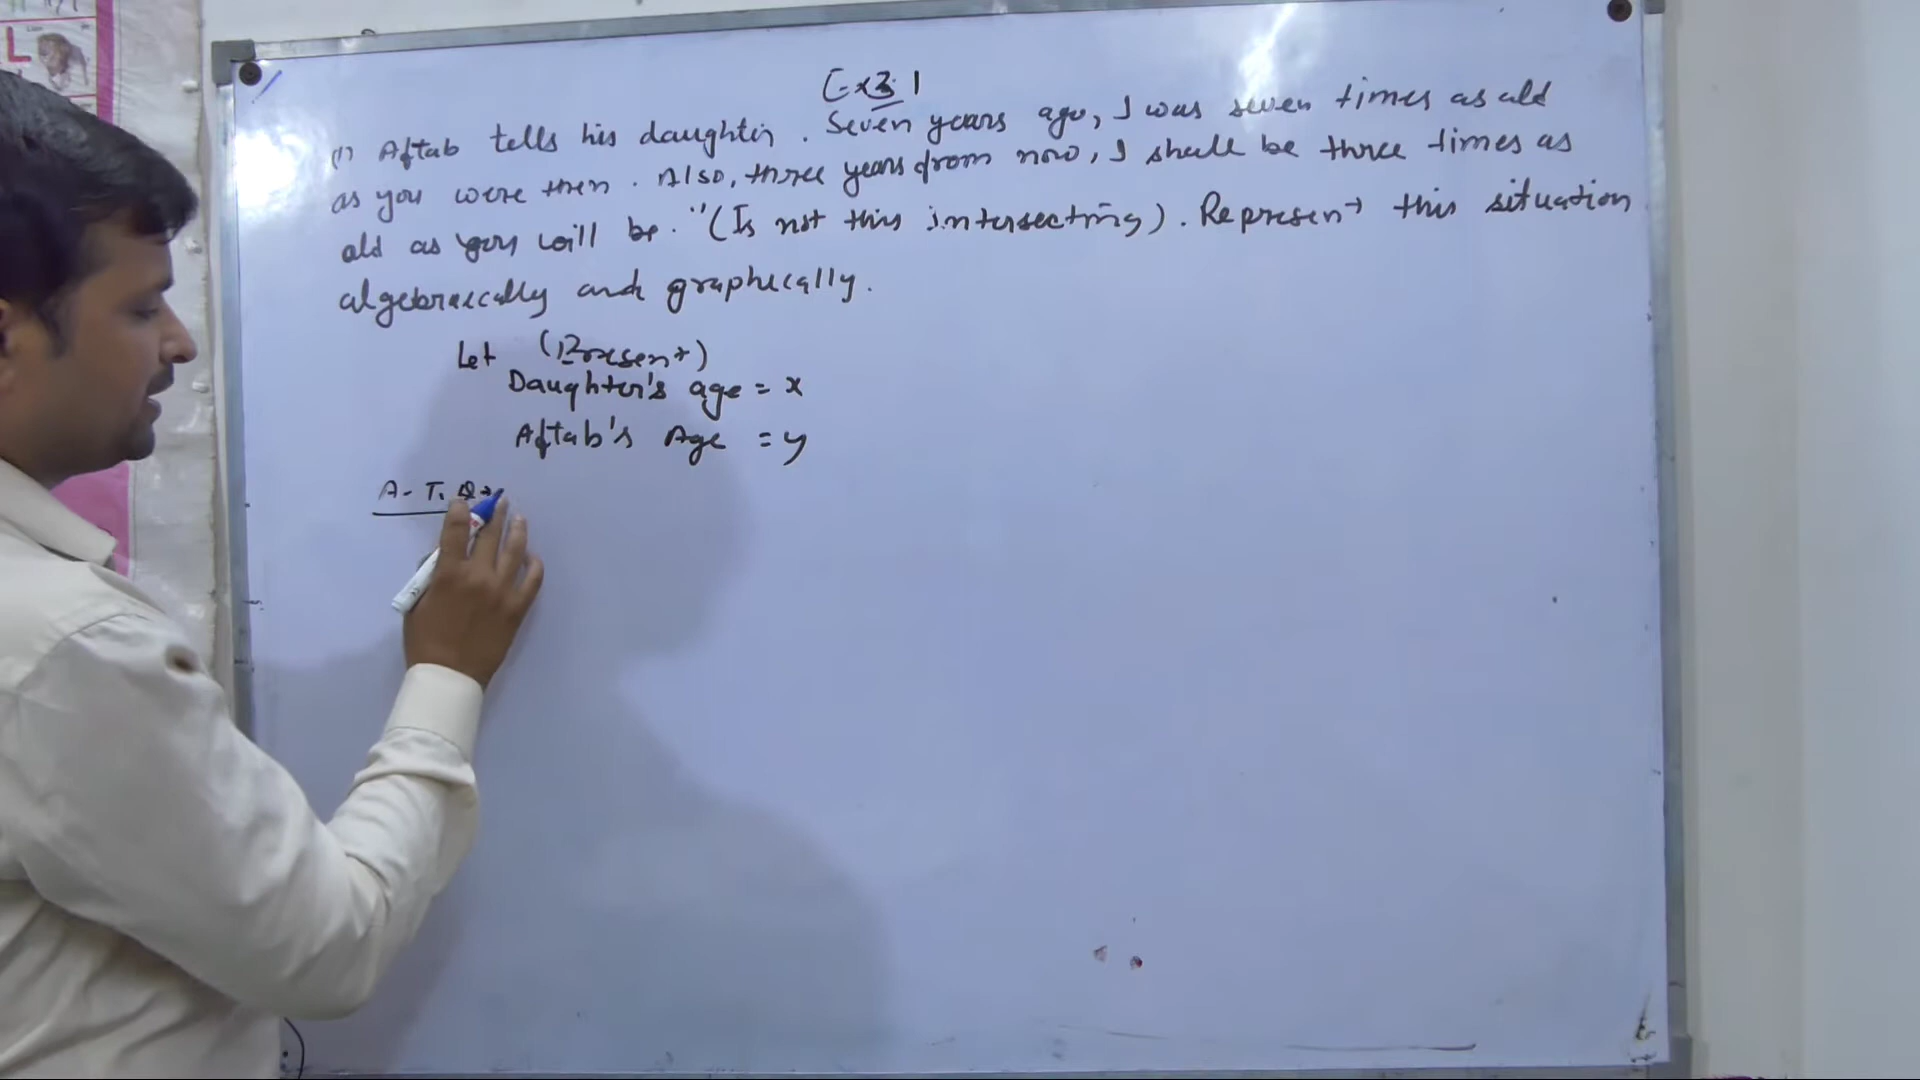 L
Lion
Ex 3.1
(1) Aftab tells his daughter. Seven years ago, I was seven times as old
as you were then. Also, three years from now, I shall be three times as
old as you will be." (Is not this intersecting). Represent this situation
algebraically and graphically.
Let (Present)
Daughter's age = x
Aftab's Age = y
A. T. Q